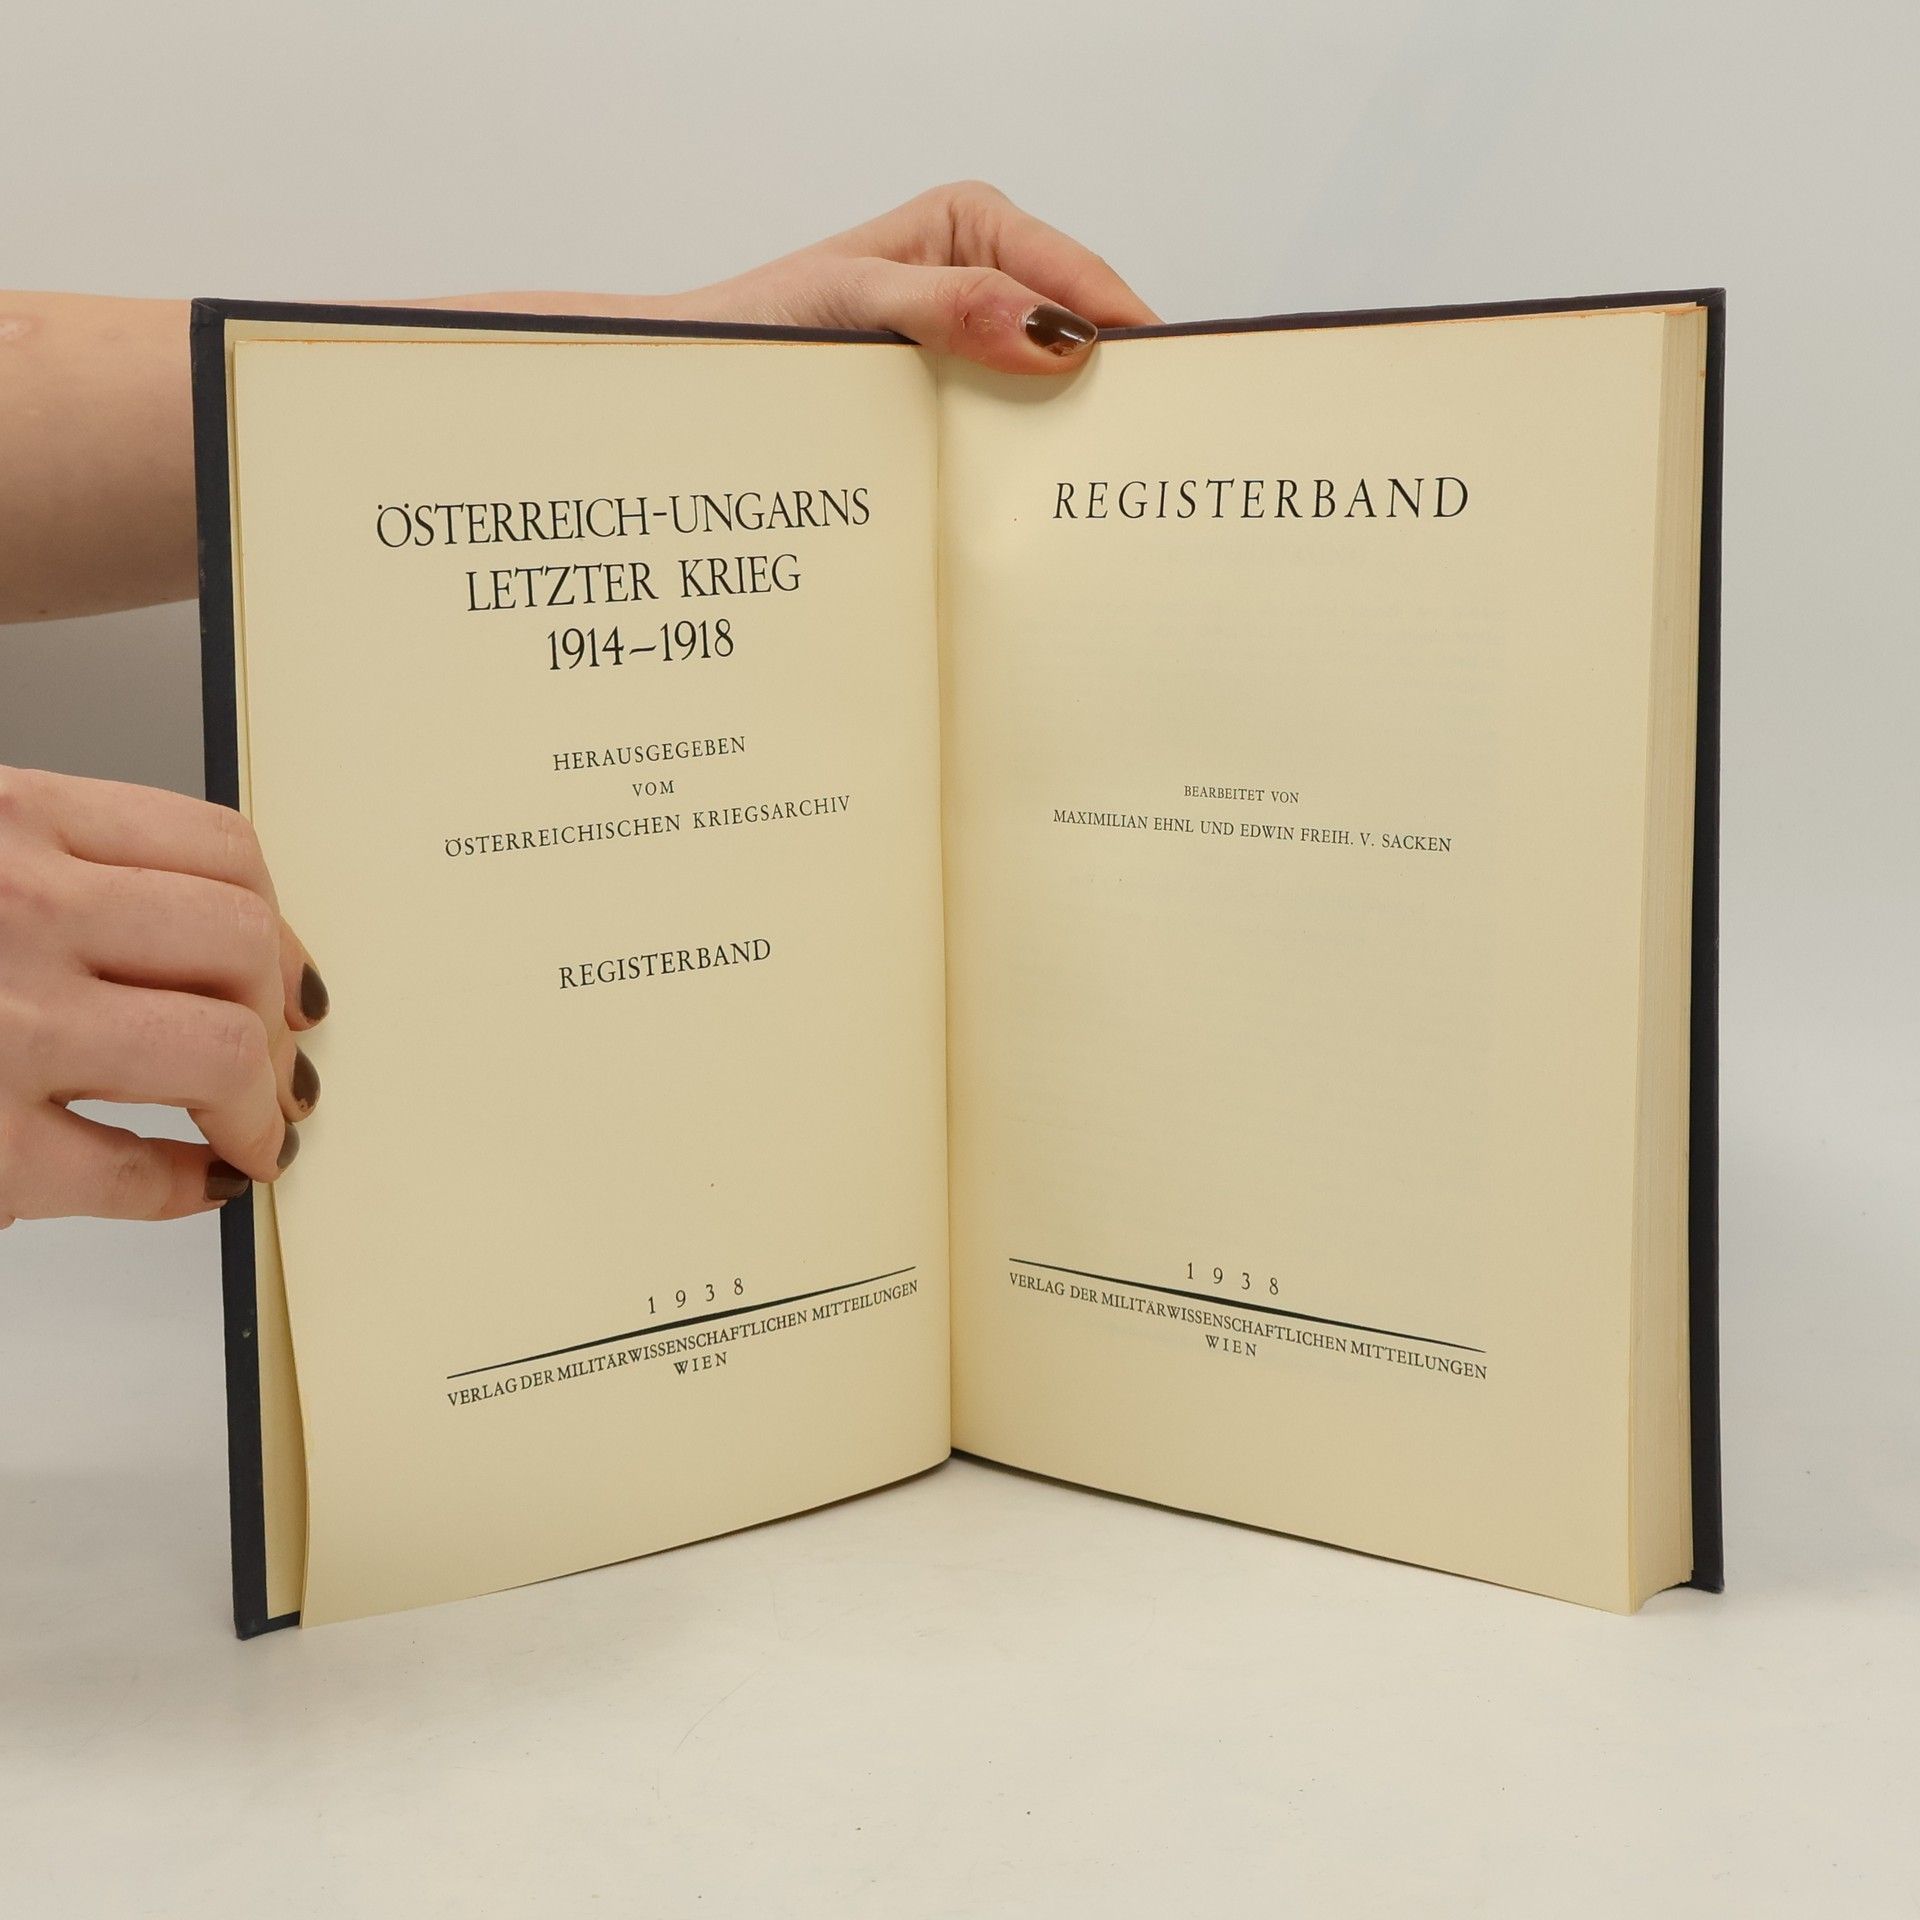 ÖSTERREICH-UNGARNS
LETZTER KRIEG
1914–1918
HERAUSGEGEBEN
VOM
ÖSTERREICHISCHEN KRIEGSARCHIV
REGISTERBAND
1938
VERLAG DER MILITÄRWISSENSCHAFTLICHEN MITTEILUNGEN
WIEN
REGISTERBAND
BEARBEITET VON
MAXIMILIAN EHNL UND EDWIN FREIH. V. SACKEN
1938
VERLAG DER MILITÄRWISSENSCHAFTLICHEN MITTEILUNGEN
WIEN